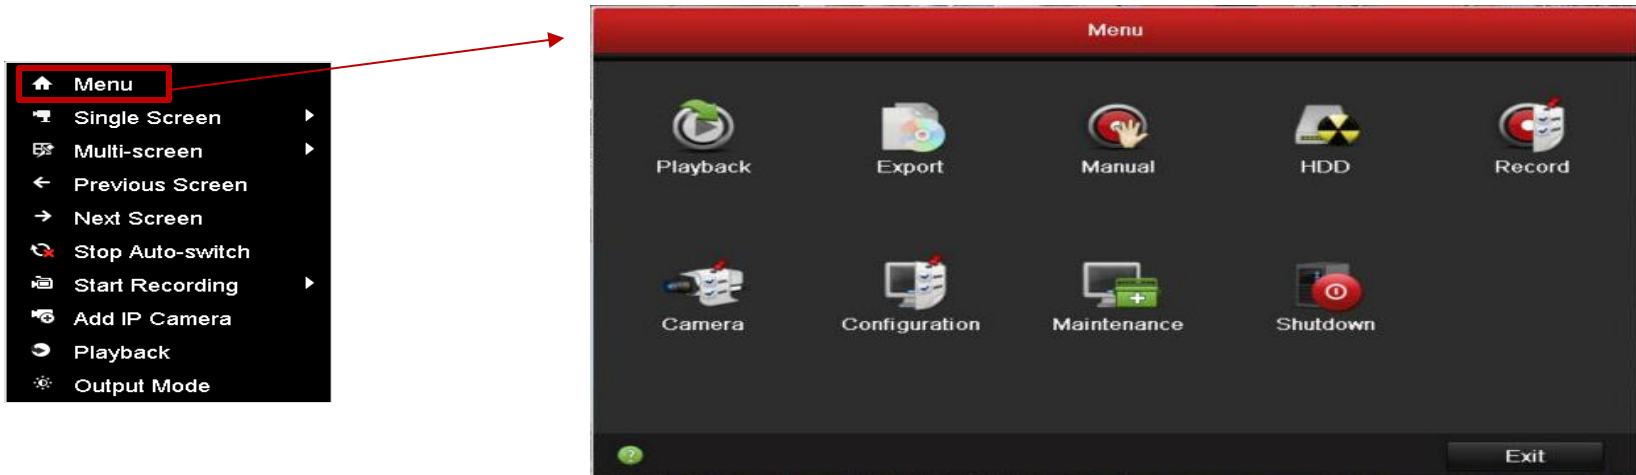 Menu
Single Screen
Multi-screen
Previous Screen
Next Screen
Stop Auto-switch
Start Recording
Add IP Camera
Playback
Output Mode
Menu
Playback Export Manual HDD Record
Camera Configuration Maintenance Shutdown
Exit